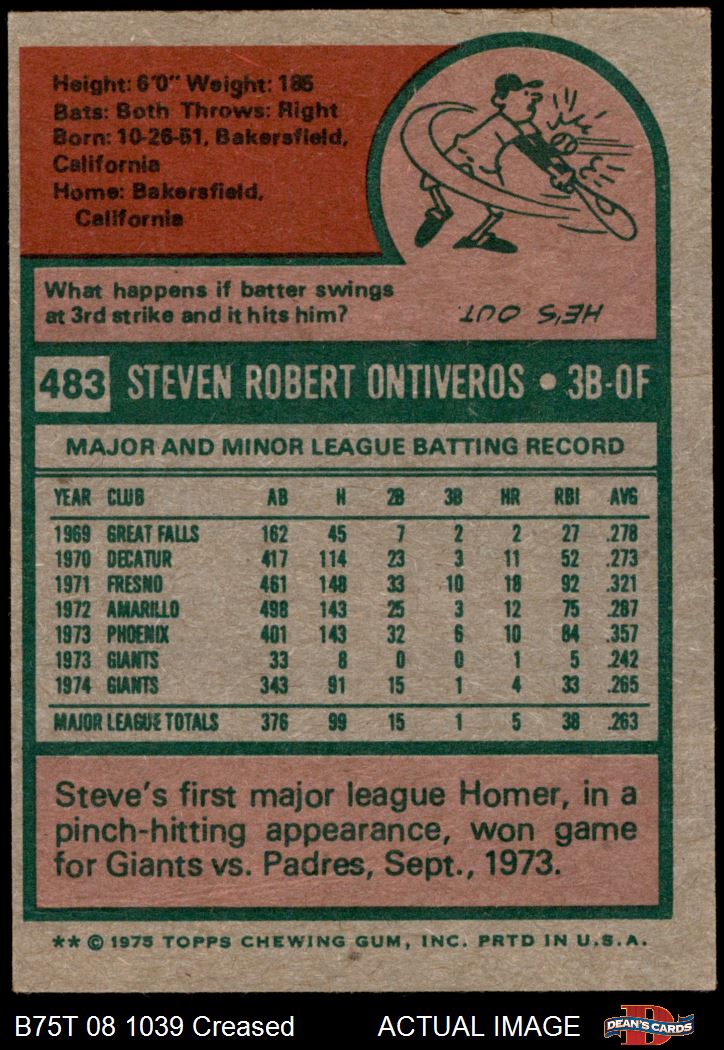 Height: 6'0" Weight: 185
Bats: Both Throws: Right
Born: 10-26-51, Bakersfield,
California
Home: Bakersfield,
California
What happens if batter swings
at 3rd strike and it hits him?
HE'S OUT.
483 STEVEN ROBERT ONTIVEROS • 3B-OF
MAJOR AND MINOR LEAGUE BATTING RECORD
YEAR CLUB AB H 2B 3B HR RBI AVG
1969 GREAT FALLS 162 45 7 2 2 27 .278
1970 DECATUR 417 114 23 3 11 52 .273
1971 FRESNO 461 148 33 10 18 92 .321
1972 AMARILLO 498 143 25 3 12 75 .287
1973 PHOENIX 401 143 32 6 10 84 .357
1973 GIANTS 33 8 0 0 1 5 .242
1974 GIANTS 343 91 15 1 4 33 .265
MAJOR LEAGUE TOTALS 376 99 15 1 5 38 .263
Steve's first major league Homer, in a
pinch-hitting appearance, won game
for Giants vs. Padres, Sept., 1973.
** © 1975 TOPPS CHEWING GUM, INC. PRTD IN U.S.A.
B75T 08 1039 Creased ACTUAL IMAGE DEAN'S CARDS